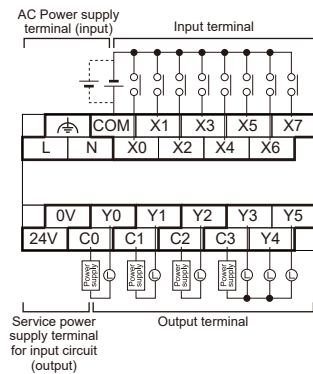 AC Power supply
terminal (input)
Input terminal
COM X1 X3 X5 X7
L N X0 X2 X4 X6
0V Y0 Y1 Y2 Y3 Y5
24V C0 C1 C2 C3 Y4
Power
supply
L
Power
supply
L
Power
supply
L
Power
supply
L
L
L
Service power
supply terminal
for input circuit
(output)
Output terminal